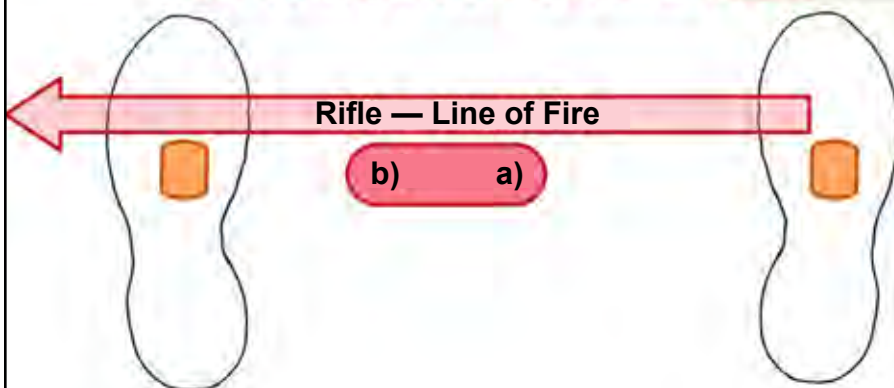 Rifle — Line of Fire
b) a)